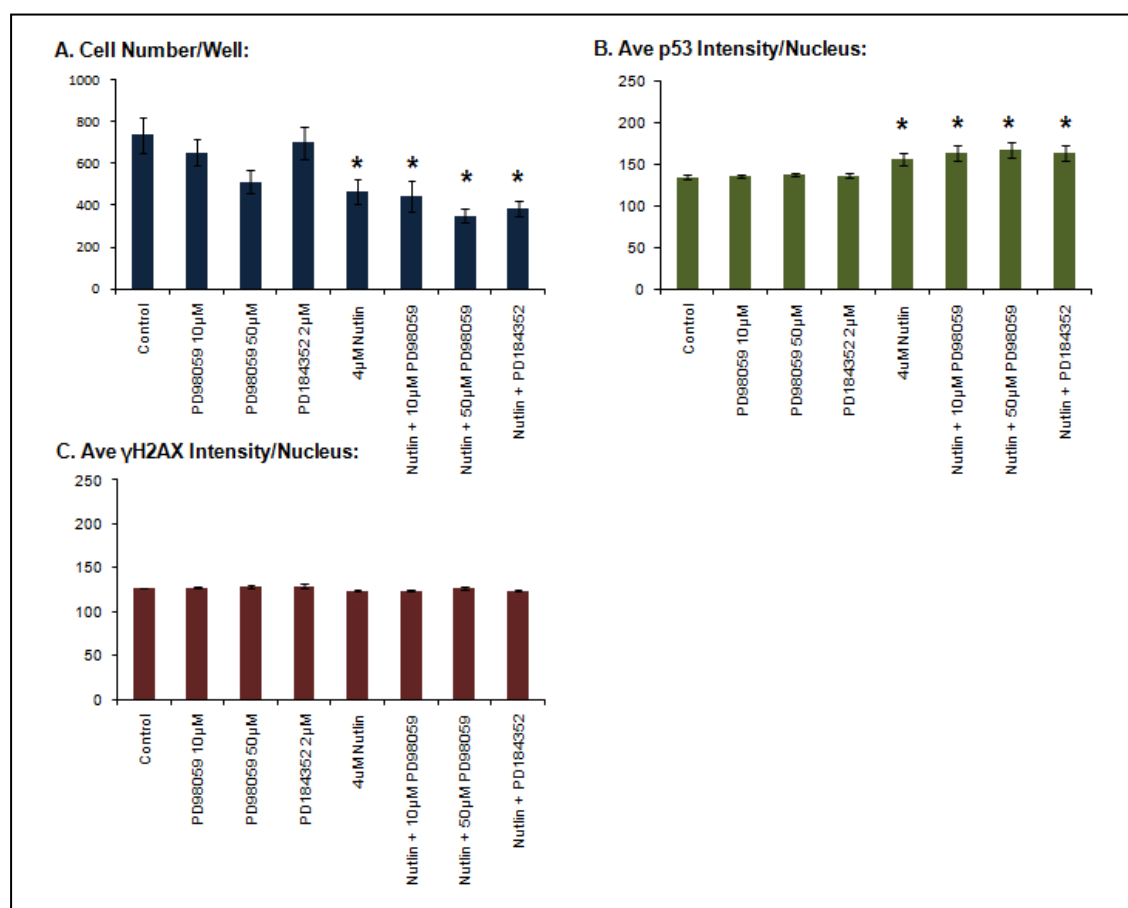 A. Cell Number/Well:
1000
800
600
400
200
0
* * * *
Control
PD98059 10µM
PD98059 50µM
PD184352 2µM
4µM Nutlin
Nutlin + 10µM PD98059
Nutlin + 50µM PD98059
Nutlin + PD184352
B. Ave p53 Intensity/Nucleus:
250
200
150
100
50
0
* * * *
Control
PD98059 10µM
PD98059 50µM
PD184352 2µM
4uM Nutlin
Nutlin + 10µM PD98059
Nutlin + 50µM PD98059
Nutlin + PD184352
C. Ave γH2AX Intensity/Nucleus:
250
200
150
100
50
0
Control
PD98059 10µM
PD98059 50µM
PD184352 2µM
4uM Nutlin
Nutlin + 10µM PD98059
Nutlin + 50µM PD98059
Nutlin + PD184352